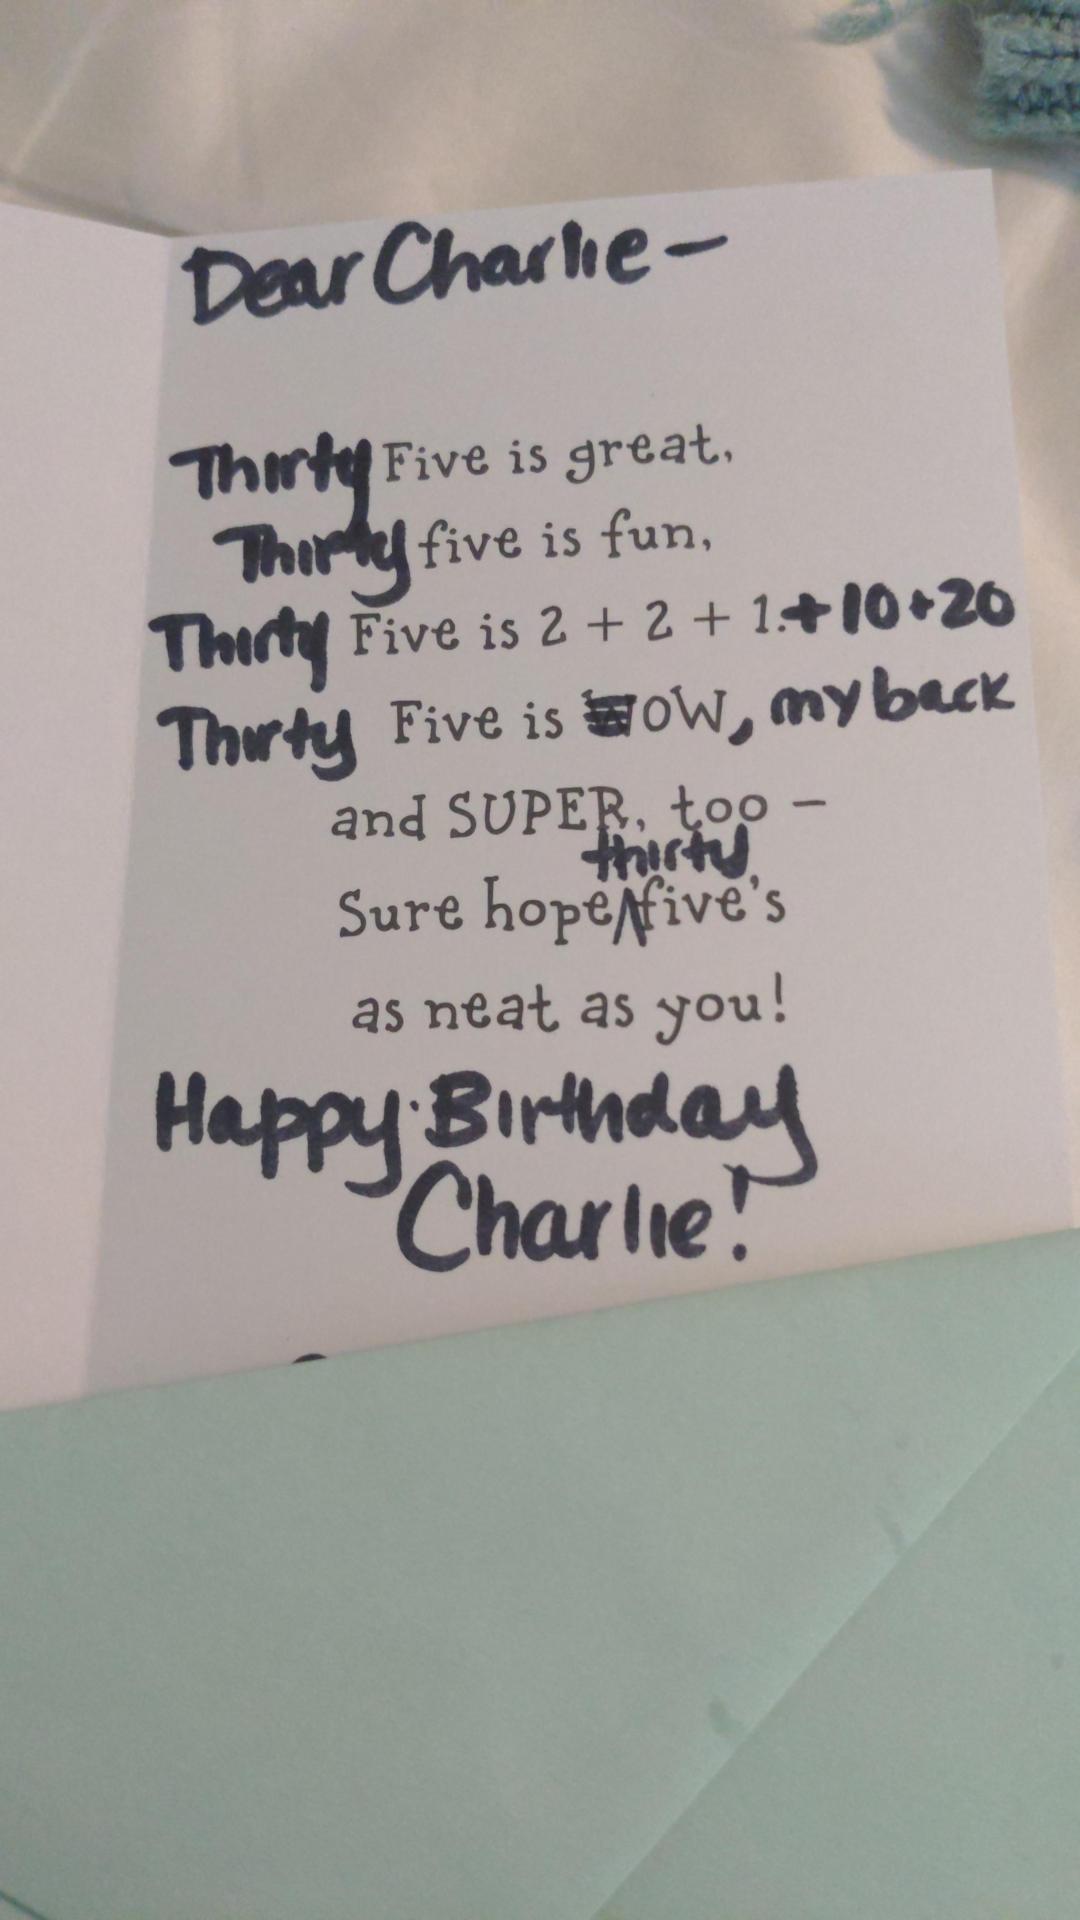 Dear Charlie –
Thirty Five is great,
Thirty five is fun,
Thirty Five is 2 + 2 + 1.+10+20
Thirty Five is OW, my back
and SUPER, too –
thirty
Sure hope five's
as neat as you!
Happy Birthday
Charlie!